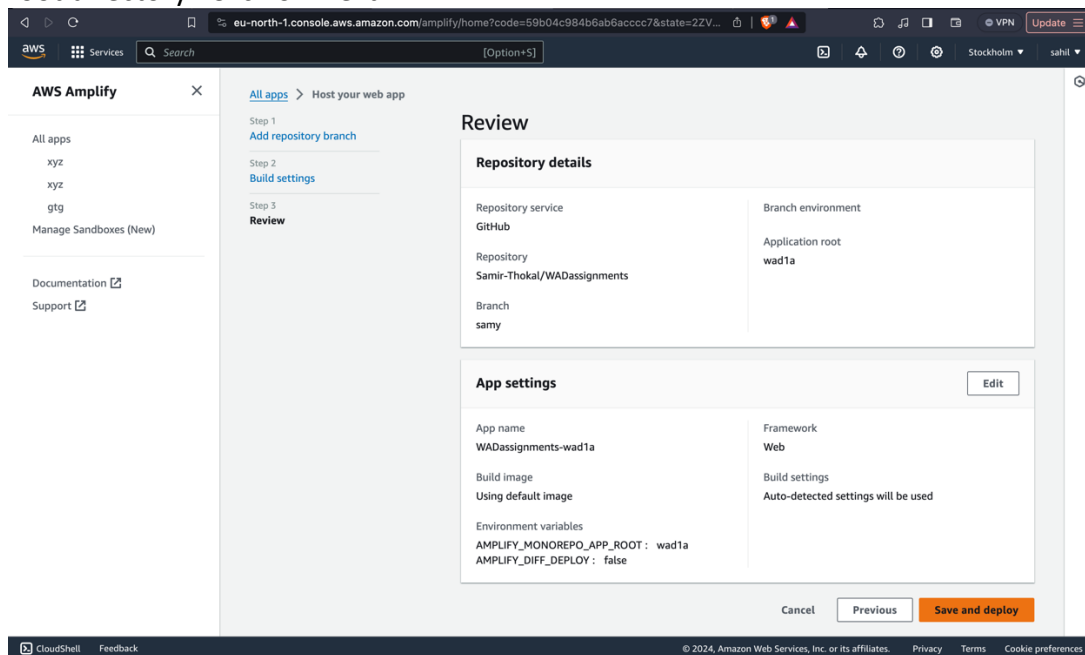 eu-north-1.console.aws.amazon.com/amplify/home?code=59b04c984b6ab6acccc7&state=2ZV... VPN Update
aws Services Search [Option+S] Stockholm ▼ sahil ▼
AWS Amplify
All apps
xyz
xyz
gtg
Manage Sandboxes (New)
Documentation
Support
All apps > Host your web app
Step 1
Add repository branch
Step 2
Build settings
Step 3
Review
Review
Repository details
Repository service
GitHub
Repository
Samir-Thokal/WADassignments
Branch
samy
Branch environment
Application root
wad1a
App settings
Edit
App name
WADassignments-wad1a
Build image
Using default image
Environment variables
AMPLIFY_MONOREPO_APP_ROOT : wad1a
AMPLIFY_DIFF_DEPLOY : false
Framework
Web
Build settings
Auto-detected settings will be used
Cancel Previous Save and deploy
CloudShell Feedback © 2024, Amazon Web Services, Inc. or its affiliates. Privacy Terms Cookie preferences